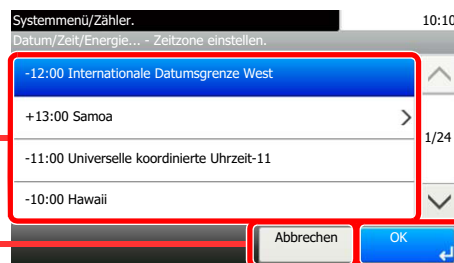 Systemmenü/Zähler. 10:10
Datum/Zeit/Energie... - Zeitzone einstellen.
-12:00 Internationale Datumsgrenze West
+13:00 Samoa
1/24
-11:00 Universelle koordinierte Uhrzeit-11
-10:00 Hawaii
Abbrechen OK